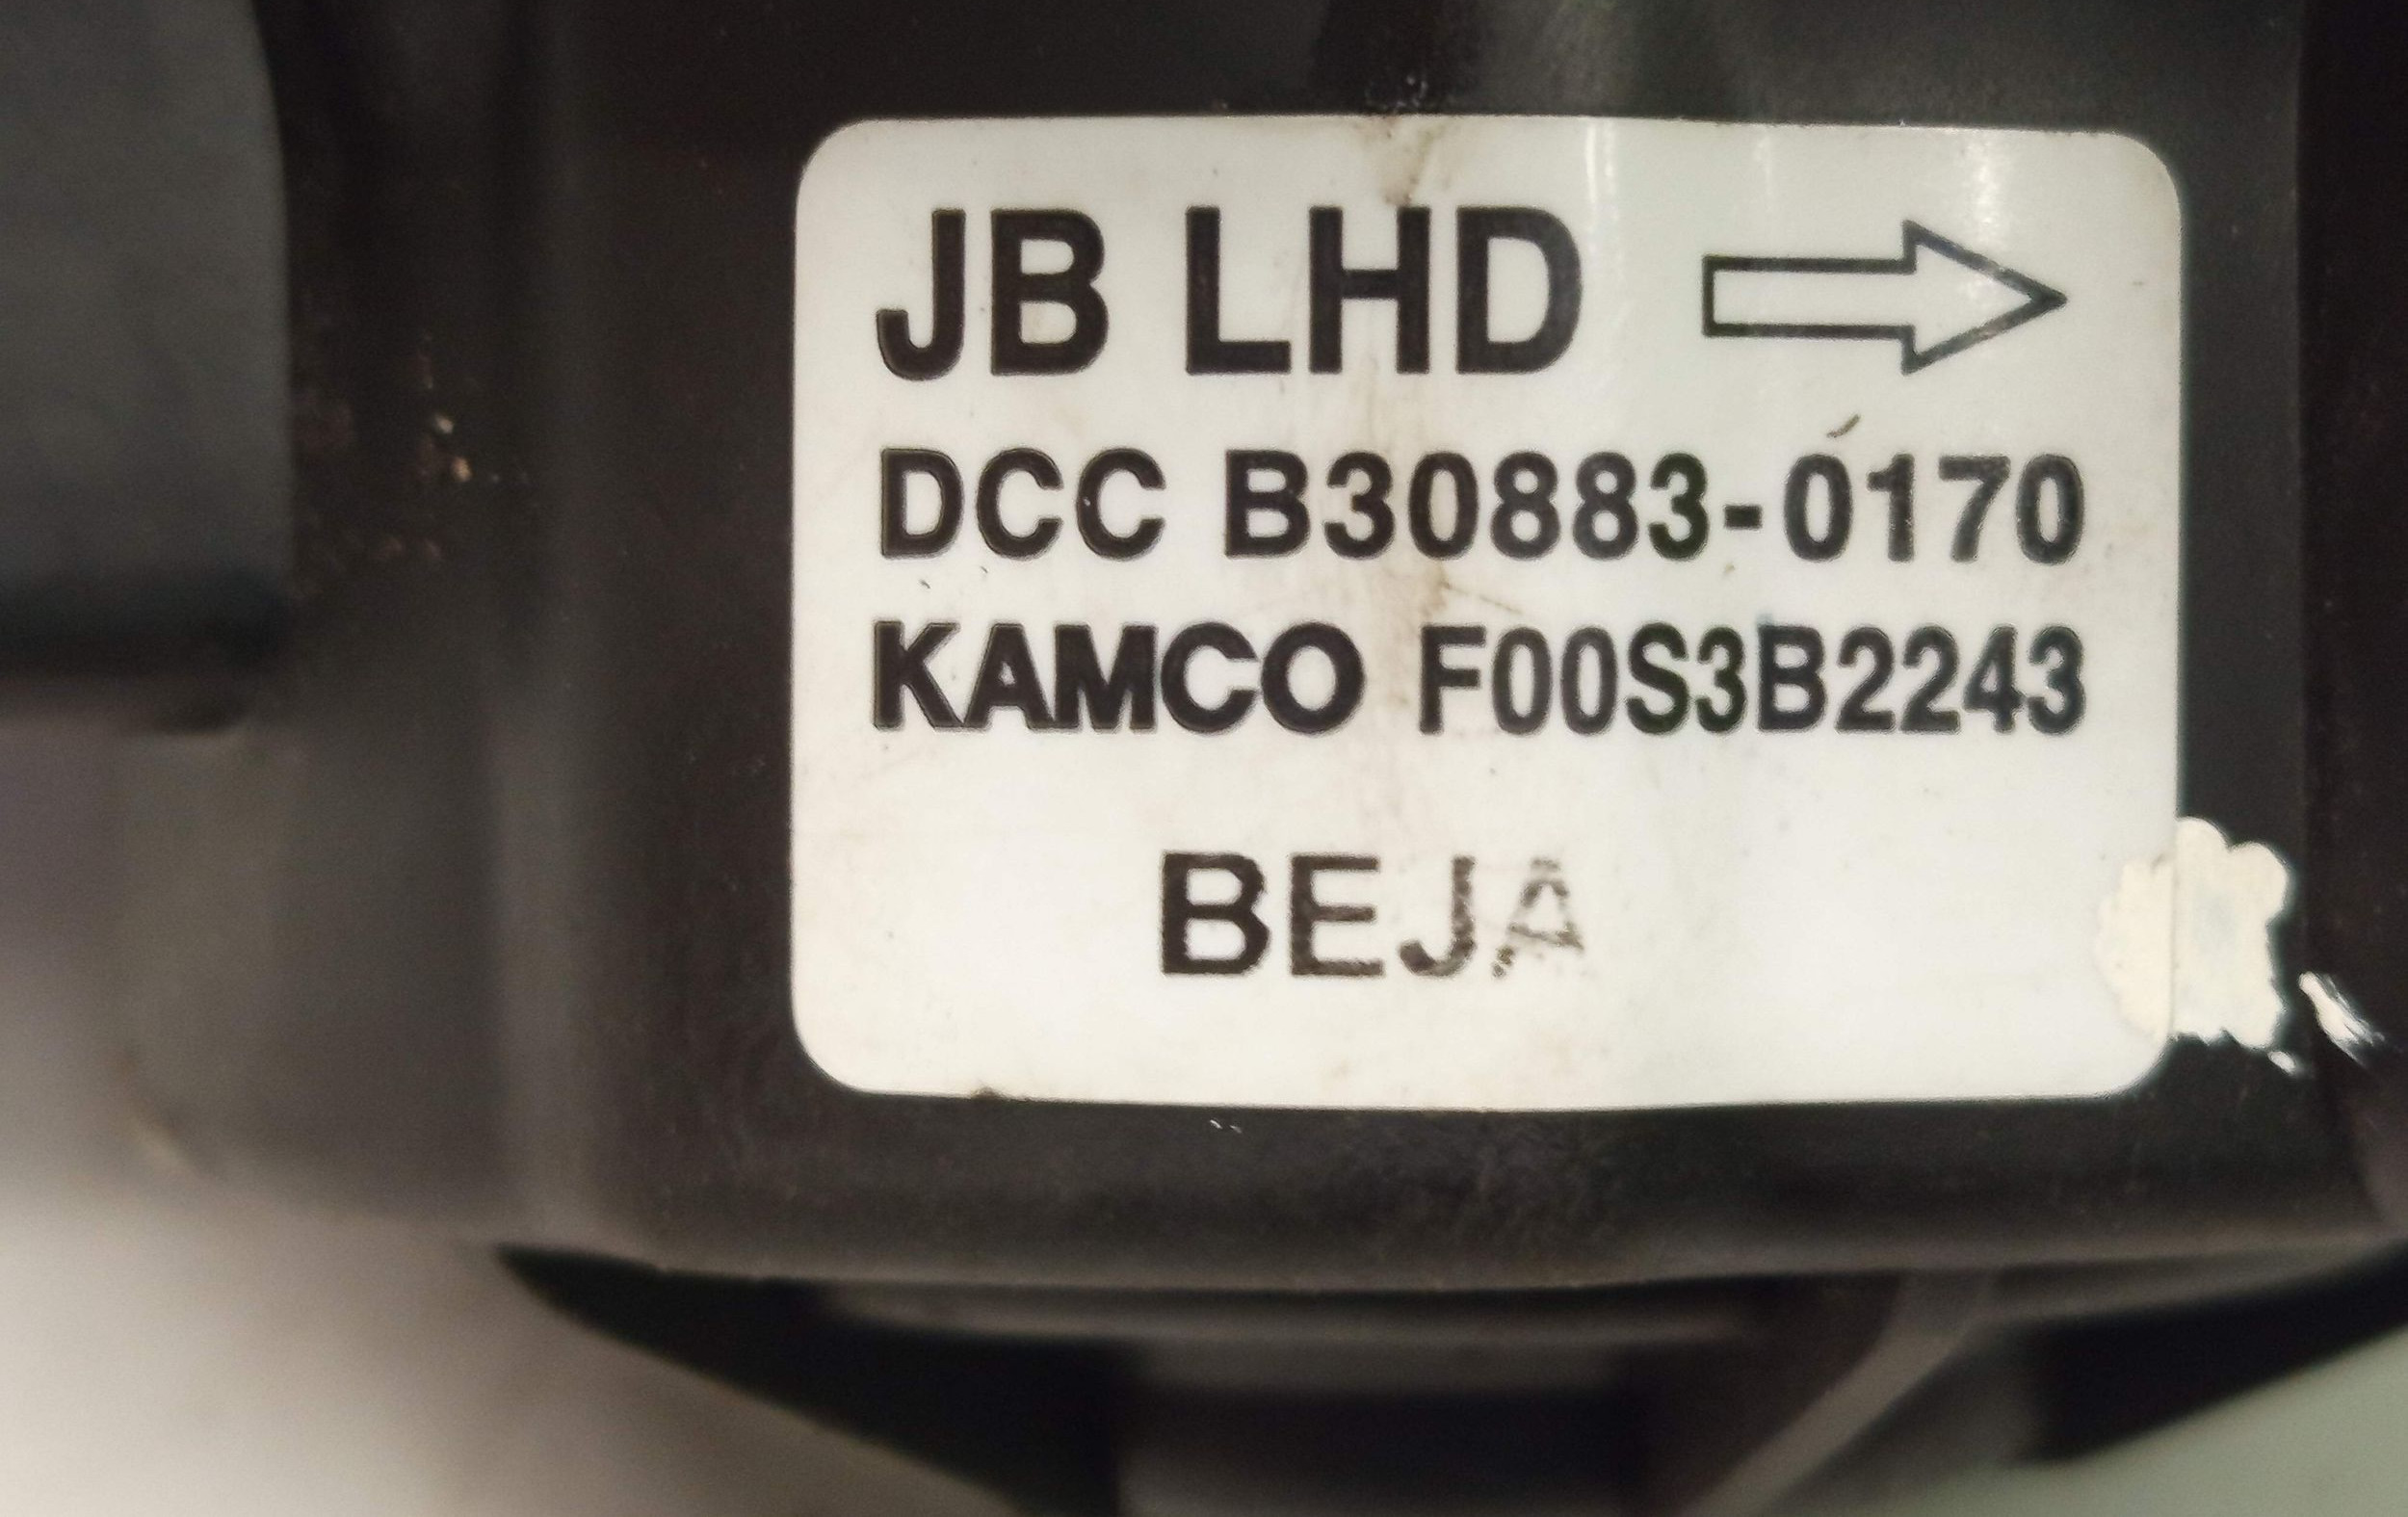 JB LHD
DCC B30883-0170
KAMCO F00S3B2243
BEJA